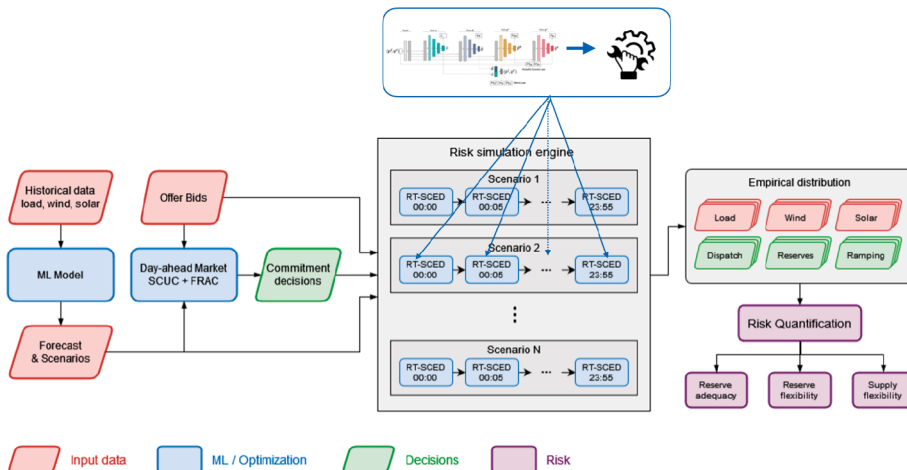 Risk simulation engine
Scenario 1
RT-SCED
00:00
RT-SCED
00:05
...
RT-SCED
23:55
Scenario 2
RT-SCED
00:00
RT-SCED
00:05
...
RT-SCED
23:55
Scenario N
RT-SCED
00:00
RT-SCED
00:05
...
RT-SCED
23:55
Historical data
load, wind, solar
Offer Bids
ML Model
Day-ahead Market
SCUC + FRAC
Commitment
decisions
Forecast
& Scenarios
Empirical distribution
Load
Wind
Solar
Dispatch
Reserves
Ramping
Risk Quantification
Reserve
adequacy
Reserve
flexibility
Supply
flexibility
Input data
ML / Optimization
Decisions
Risk